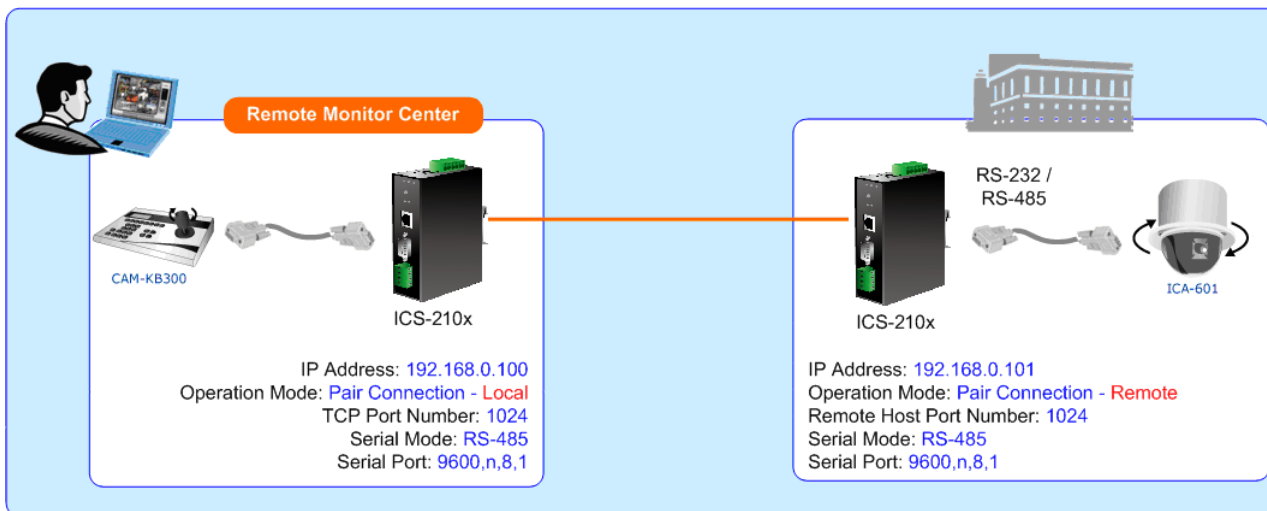 Remote Monitor Center
CAM-KB300
ICS-210x
IP Address: 192.168.0.100
Operation Mode: Pair Connection - Local
TCP Port Number: 1024
Serial Mode: RS-485
Serial Port: 9600,n,8,1
RS-232 /
RS-485
ICA-601
ICS-210x
IP Address: 192.168.0.101
Operation Mode: Pair Connection - Remote
Remote Host Port Number: 1024
Serial Mode: RS-485
Serial Port: 9600,n,8,1